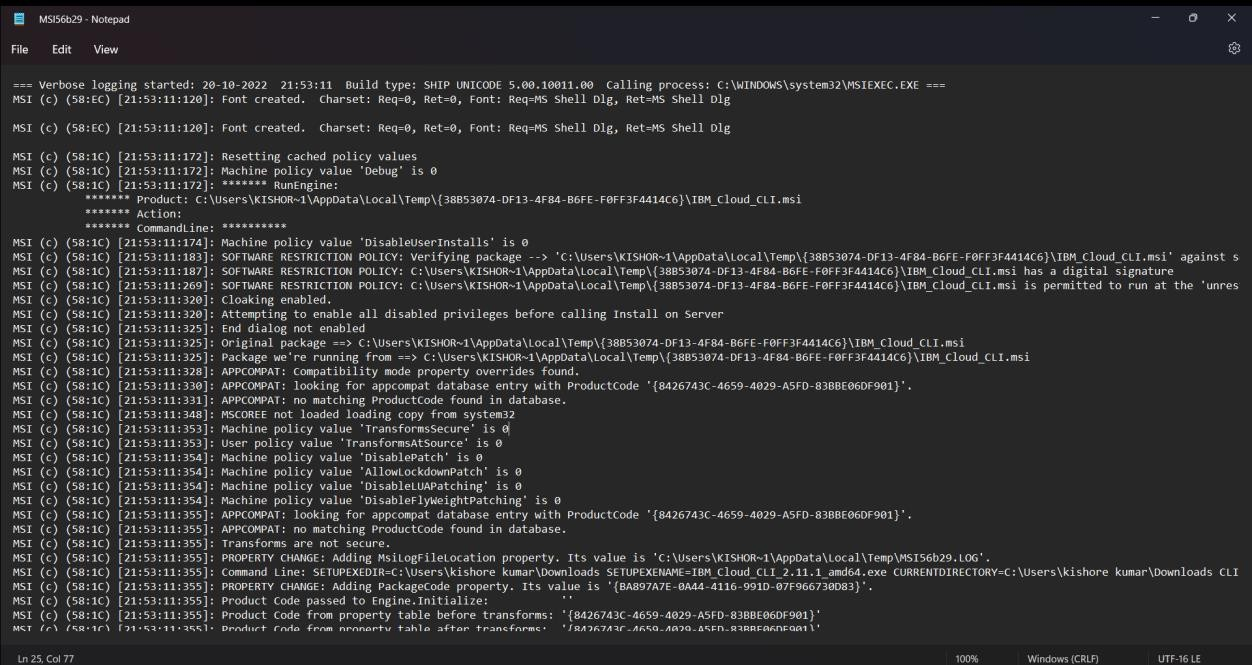 MSI56b29 - Notepad
File Edit View
=== Verbose logging started: 20-10-2022  21:53:11  Build type: SHIP UNICODE 5.00.10011.00  Calling process: C:\WINDOWS\system32\MSIEXEC.EXE ===
MSI (c) (58:EC) [21:53:11:120]: Font created.  Charset: Req=0, Ret=0, Font: Req=MS Shell Dlg, Ret=MS Shell Dlg
MSI (c) (58:EC) [21:53:11:120]: Font created.  Charset: Req=0, Ret=0, Font: Req=MS Shell Dlg, Ret=MS Shell Dlg
MSI (c) (58:1C) [21:53:11:172]: Resetting cached policy values
MSI (c) (58:1C) [21:53:11:172]: Machine policy value 'Debug' is 0
MSI (c) (58:1C) [21:53:11:172]: ******* RunEngine:
******* Product: C:\Users\KISHOR~1\AppData\Local\Temp\{38B53074-DF13-4F84-B6FE-F0FF3F4414C6}\IBM_Cloud_CLI.msi
******* Action:
******* CommandLine: **********
MSI (c) (58:1C) [21:53:11:174]: Machine policy value 'DisableUserInstalls' is 0
MSI (c) (58:1C) [21:53:11:183]: SOFTWARE RESTRICTION POLICY: Verifying package --> 'C:\Users\KISHOR~1\AppData\Local\Temp\{38B53074-DF13-4F84-B6FE-F0FF3F4414C6}\IBM_Cloud_CLI.msi' against s
MSI (c) (58:1C) [21:53:11:187]: SOFTWARE RESTRICTION POLICY: C:\Users\KISHOR~1\AppData\Local\Temp\{38B53074-DF13-4F84-B6FE-F0FF3F4414C6}\IBM_Cloud_CLI.msi has a digital signature
MSI (c) (58:1C) [21:53:11:269]: SOFTWARE RESTRICTION POLICY: C:\Users\KISHOR~1\AppData\Local\Temp\{38B53074-DF13-4F84-B6FE-F0FF3F4414C6}\IBM_Cloud_CLI.msi is permitted to run at the 'unres
MSI (c) (58:1C) [21:53:11:320]: Cloaking enabled.
MSI (c) (58:1C) [21:53:11:320]: Attempting to enable all disabled privileges before calling Install on Server
MSI (c) (58:1C) [21:53:11:325]: End dialog not enabled
MSI (c) (58:1C) [21:53:11:325]: Original package ==> C:\Users\KISHOR~1\AppData\Local\Temp\{38B53074-DF13-4F84-B6FE-F0FF3F4414C6}\IBM_Cloud_CLI.msi
MSI (c) (58:1C) [21:53:11:325]: Package we're running from ==> C:\Users\KISHOR~1\AppData\Local\Temp\{38B53074-DF13-4F84-B6FE-F0FF3F4414C6}\IBM_Cloud_CLI.msi
MSI (c) (58:1C) [21:53:11:328]: APPCOMPAT: Compatibility mode property overrides found.
MSI (c) (58:1C) [21:53:11:330]: APPCOMPAT: looking for appcompat database entry with ProductCode '{8426743C-4659-4029-A5FD-83BBE06DF901}'.
MSI (c) (58:1C) [21:53:11:331]: APPCOMPAT: no matching ProductCode found in database.
MSI (c) (58:1C) [21:53:11:348]: MSCOREE not loaded loading copy from system32
MSI (c) (58:1C) [21:53:11:353]: Machine policy value 'TransformsSecure' is 0
MSI (c) (58:1C) [21:53:11:353]: User policy value 'TransformsAtSource' is 0
MSI (c) (58:1C) [21:53:11:354]: Machine policy value 'DisablePatch' is 0
MSI (c) (58:1C) [21:53:11:354]: Machine policy value 'AllowLockdownPatch' is 0
MSI (c) (58:1C) [21:53:11:354]: Machine policy value 'DisableLUAPatching' is 0
MSI (c) (58:1C) [21:53:11:354]: Machine policy value 'DisableFlyWeightPatching' is 0
MSI (c) (58:1C) [21:53:11:355]: APPCOMPAT: looking for appcompat database entry with ProductCode '{8426743C-4659-4029-A5FD-83BBE06DF901}'.
MSI (c) (58:1C) [21:53:11:355]: APPCOMPAT: no matching ProductCode found in database.
MSI (c) (58:1C) [21:53:11:355]: Transforms are not secure.
MSI (c) (58:1C) [21:53:11:355]: PROPERTY CHANGE: Adding MsiLogFileLocation property. Its value is 'C:\Users\KISHOR~1\AppData\Local\Temp\MSI56b29.LOG'.
MSI (c) (58:1C) [21:53:11:355]: Command Line: SETUPEXEDIR=C:\Users\kishore kumar\Downloads SETUPEXENAME=IBM_Cloud_CLI_2.11.1_amd64.exe CURRENTDIRECTORY=C:\Users\kishore kumar\Downloads CLI
MSI (c) (58:1C) [21:53:11:355]: PROPERTY CHANGE: Adding PackageCode property. Its value is '{BA897A7E-0A44-4116-991D-07F966730D83}'.
MSI (c) (58:1C) [21:53:11:355]: Product Code passed to Engine.Initialize:           ''
MSI (c) (58:1C) [21:53:11:355]: Product Code from property table before transforms: '{8426743C-4659-4029-A5FD-83BBE06DF901}'
MSI (c) (58:1C) [21:53:11:355]: Product Code from property table after transforms:  '{8426743C-4659-4029-A5FD-83BBE06DF901}'
Ln 25, Col 77 100% Windows (CRLF) UTF-16 LE